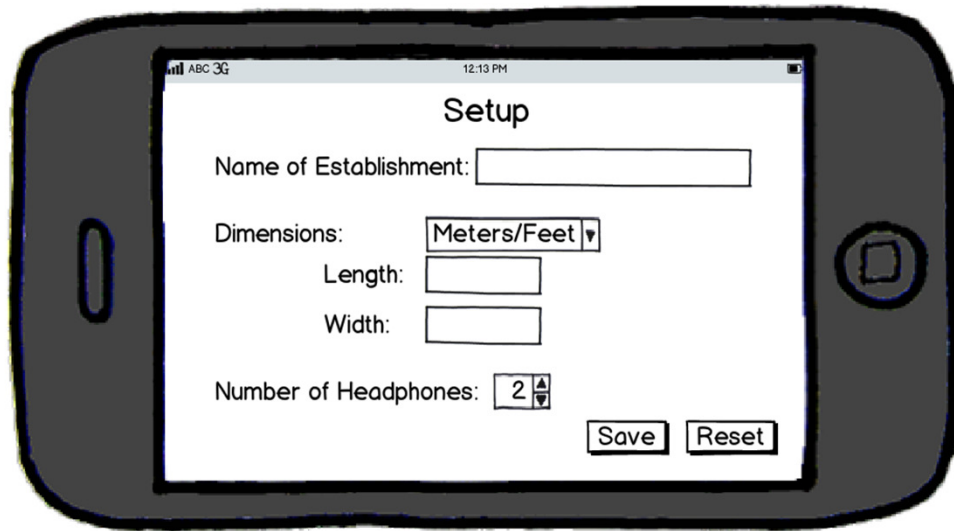 ABC 3G 12:13 PM
Setup
Name of Establishment:
Dimensions: Meters/Feet
Length:
Width:
Number of Headphones: 2
Save Reset